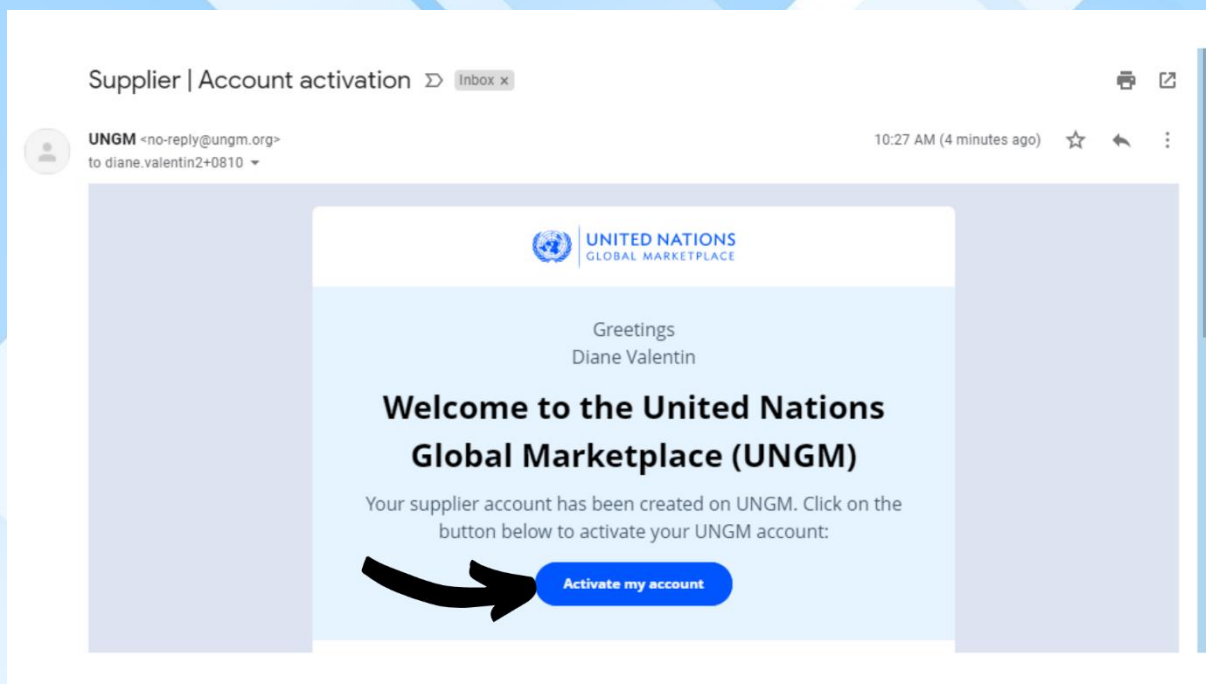 Supplier | Account activation Inbox x
UNGM <no-reply@ungm.org>
10:27 AM (4 minutes ago)
to diane.valentin2+0810
UNITED NATIONS
GLOBAL MARKETPLACE
Greetings
Diane Valentin
Welcome to the United Nations
Global Marketplace (UNGM)
Your supplier account has been created on UNGM. Click on the
button below to activate your UNGM account:
Activate my account